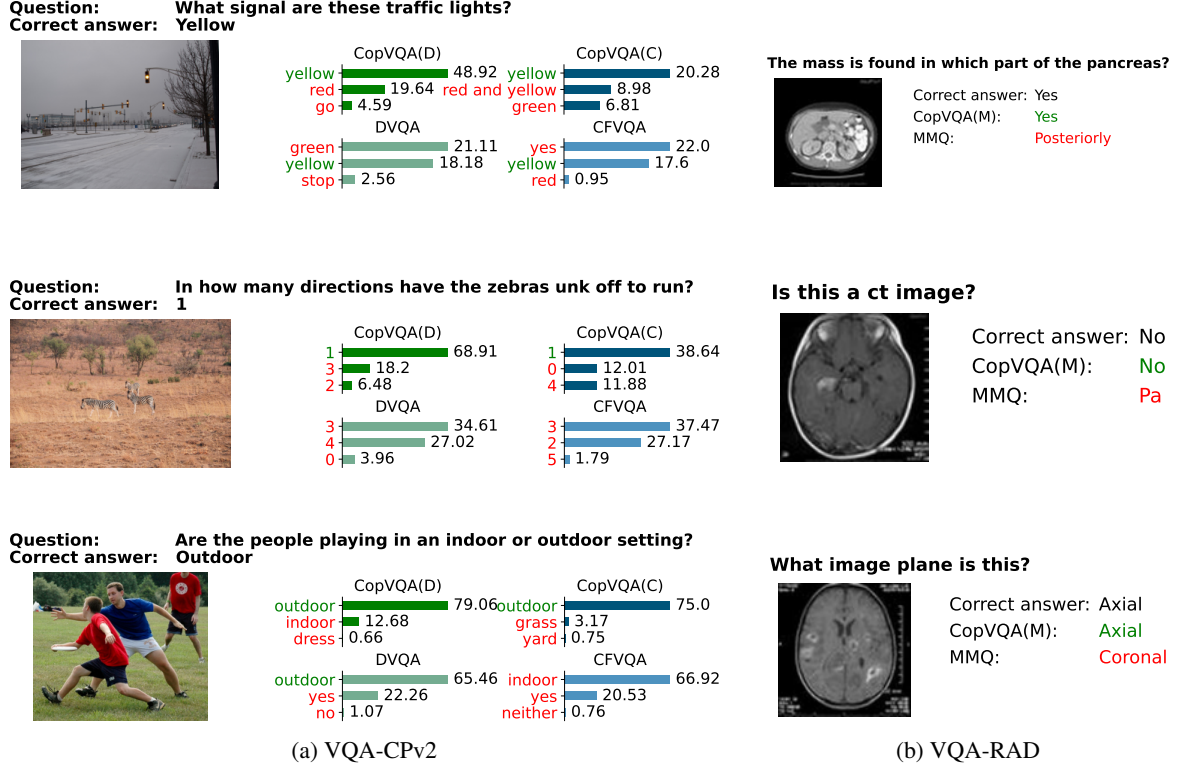 Question: What signal are these traffic lights?
Correct answer: Yellow
CopVQA(D)
yellow 48.92
red 19.64
go 4.59
CopVQA(C)
yellow 20.28
red and yellow 8.98
green 6.81
DVQA
green 21.11
yellow 18.18
stop 2.56
CFVQA
yes 22.0
yellow 17.6
red 0.95
Question: In how many directions have the zebras unk off to run?
Correct answer: 1
CopVQA(D)
1 68.91
3 18.2
2 6.48
CopVQA(C)
1 38.64
0 12.01
4 11.88
DVQA
3 34.61
4 27.02
0 3.96
CFVQA
3 37.47
2 27.17
5 1.79
Question: Are the people playing in an indoor or outdoor setting?
Correct answer: Outdoor
CopVQA(D)
outdoor 79.06
indoor 12.68
dress 0.66
CopVQA(C)
outdoor 75.0
grass 3.17
yard 0.75
DVQA
outdoor 65.46
yes 22.26
no 1.07
CFVQA
indoor 66.92
yes 20.53
neither 0.76
(a) VQA-CPv2
The mass is found in which part of the pancreas?
Correct answer: Yes
CopVQA(M): Yes
MMQ: Posteriorly
Is this a ct image?
Correct answer: No
CopVQA(M): No
MMQ: Pa
What image plane is this?
Correct answer: Axial
CopVQA(M): Axial
MMQ: Coronal
(b) VQA-RAD